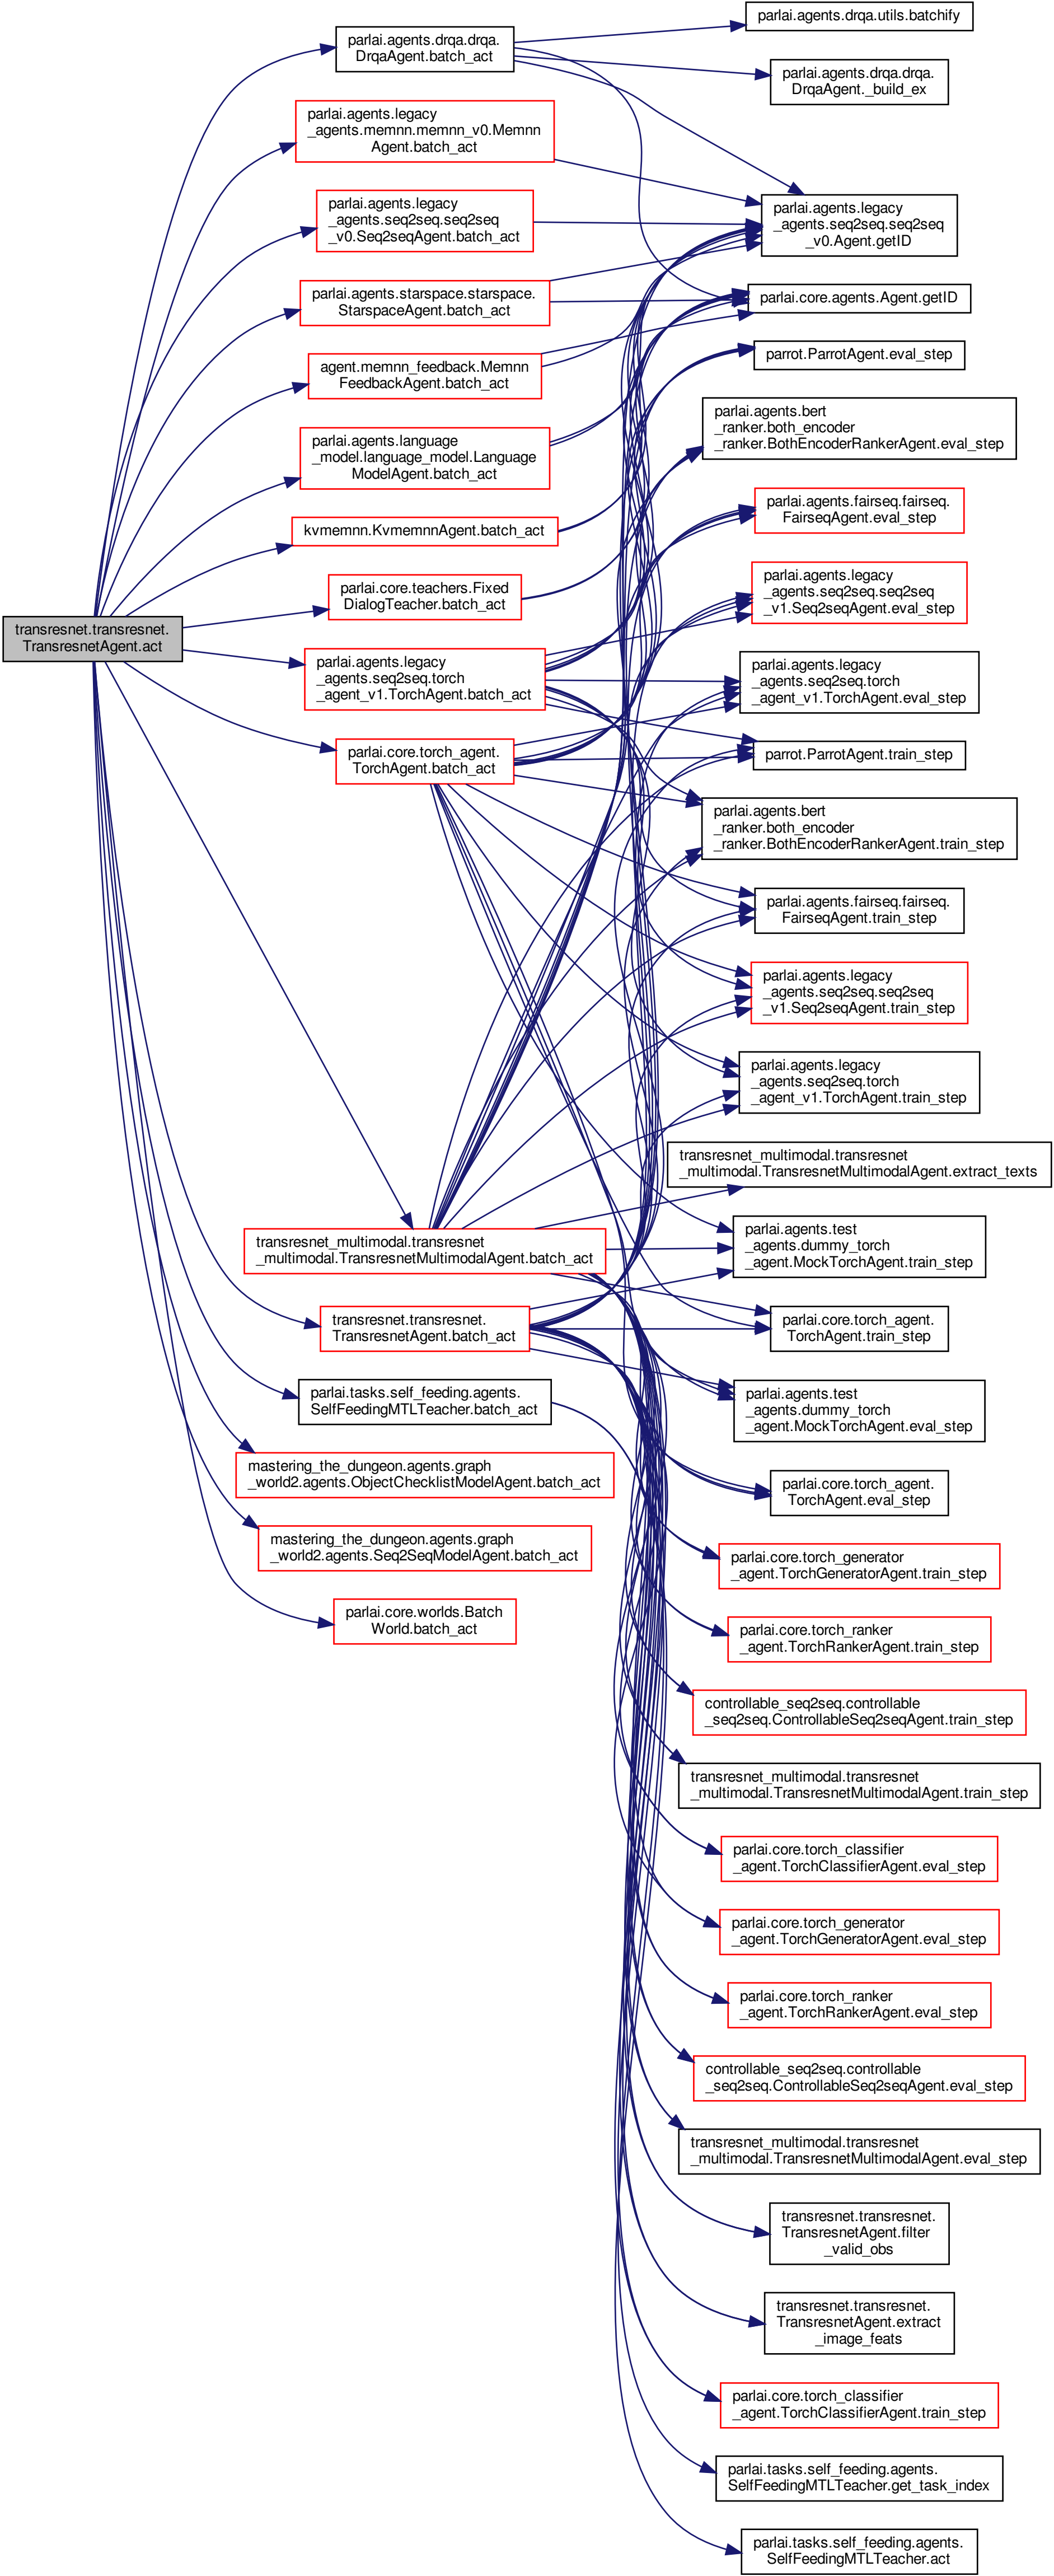 transresnet.transresnet.
TransresnetAgent.act
parlai.agents.drqa.drqa.
DrqaAgent.batch_act
parlai.agents.legacy
_agents.memnn.memnn_v0.Memnn
Agent.batch_act
parlai.agents.legacy
_agents.seq2seq.seq2seq
_v0.Seq2seqAgent.batch_act
parlai.agents.starspace.starspace.
StarspaceAgent.batch_act
agent.memnn_feedback.Memnn
FeedbackAgent.batch_act
parlai.agents.language
_model.language_model.Language
ModelAgent.batch_act
kvmemnn.KvmemnnAgent.batch_act
parlai.core.teachers.Fixed
DialogTeacher.batch_act
parlai.agents.legacy
_agents.seq2seq.torch
_agent_v1.TorchAgent.batch_act
parlai.core.torch_agent.
TorchAgent.batch_act
transresnet_multimodal.transresnet
_multimodal.TransresnetMultimodalAgent.batch_act
transresnet.transresnet.
TransresnetAgent.batch_act
parlai.tasks.self_feeding.agents.
SelfFeedingMTLTeacher.batch_act
mastering_the_dungeon.agents.graph
_world2.agents.ObjectChecklistModelAgent.batch_act
mastering_the_dungeon.agents.graph
_world2.agents.Seq2SeqModelAgent.batch_act
parlai.core.worlds.Batch
World.batch_act
parlai.agents.drqa.utils.batchify
parlai.agents.drqa.drqa.
DrqaAgent._build_ex
parlai.agents.legacy
_agents.seq2seq.seq2seq
_v0.Agent.getID
parlai.core.agents.Agent.getID
parrot.ParrotAgent.eval_step
parlai.agents.bert
_ranker.both_encoder
_ranker.BothEncoderRankerAgent.eval_step
parlai.agents.fairseq.fairseq.
FairseqAgent.eval_step
parlai.agents.legacy
_agents.seq2seq.seq2seq
_v1.Seq2seqAgent.eval_step
parlai.agents.legacy
_agents.seq2seq.torch
_agent_v1.TorchAgent.eval_step
parrot.ParrotAgent.train_step
parlai.agents.bert
_ranker.both_encoder
_ranker.BothEncoderRankerAgent.train_step
parlai.agents.fairseq.fairseq.
FairseqAgent.train_step
parlai.agents.legacy
_agents.seq2seq.seq2seq
_v1.Seq2seqAgent.train_step
parlai.agents.legacy
_agents.seq2seq.torch
_agent_v1.TorchAgent.train_step
transresnet_multimodal.transresnet
_multimodal.TransresnetMultimodalAgent.extract_texts
parlai.agents.test
_agents.dummy_torch
_agent.MockTorchAgent.train_step
parlai.core.torch_agent.
TorchAgent.train_step
parlai.agents.test
_agents.dummy_torch
_agent.MockTorchAgent.eval_step
parlai.core.torch_agent.
TorchAgent.eval_step
parlai.core.torch_generator
_agent.TorchGeneratorAgent.train_step
parlai.core.torch_ranker
_agent.TorchRankerAgent.train_step
controllable_seq2seq.controllable
_seq2seq.ControllableSeq2seqAgent.train_step
transresnet_multimodal.transresnet
_multimodal.TransresnetMultimodalAgent.train_step
parlai.core.torch_classifier
_agent.TorchClassifierAgent.eval_step
parlai.core.torch_generator
_agent.TorchGeneratorAgent.eval_step
parlai.core.torch_ranker
_agent.TorchRankerAgent.eval_step
controllable_seq2seq.controllable
_seq2seq.ControllableSeq2seqAgent.eval_step
transresnet_multimodal.transresnet
_multimodal.TransresnetMultimodalAgent.eval_step
transresnet.transresnet.
TransresnetAgent.filter
_valid_obs
transresnet.transresnet.
TransresnetAgent.extract
_image_feats
parlai.core.torch_classifier
_agent.TorchClassifierAgent.train_step
parlai.tasks.self_feeding.agents.
SelfFeedingMTLTeacher.get_task_index
parlai.tasks.self_feeding.agents.
SelfFeedingMTLTeacher.act